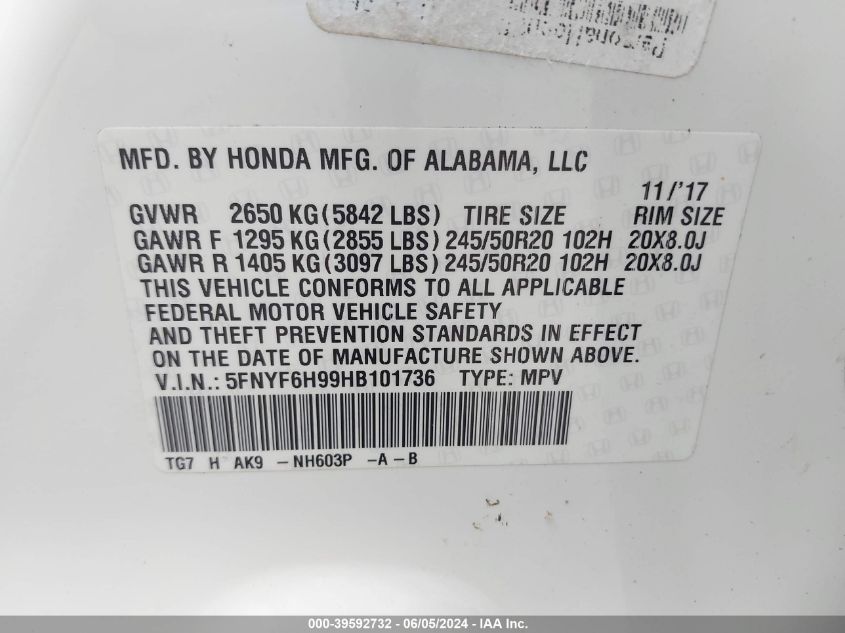 MFD. BY HONDA MFG. OF ALABAMA, LLC
11/'17
GVWR 2650 KG(5842 LBS) TIRE SIZE RIM SIZE
GAWR F 1295 KG(2855 LBS) 245/50R20 102H 20X8.0J
GAWR R 1405 KG(3097 LBS) 245/50R20 102H 20X8.0J
THIS VEHICLE CONFORMS TO ALL APPLICABLE
FEDERAL MOTOR VEHICLE SAFETY
AND THEFT PREVENTION STANDARDS IN EFFECT
ON THE DATE OF MANUFACTURE SHOWN ABOVE.
V.I.N.: 5FNYF6H99HB101736 TYPE: MPV
TG7 H AK9 -NH603P -A-B
000-39592732 - 06/05/2024 - IAA Inc.